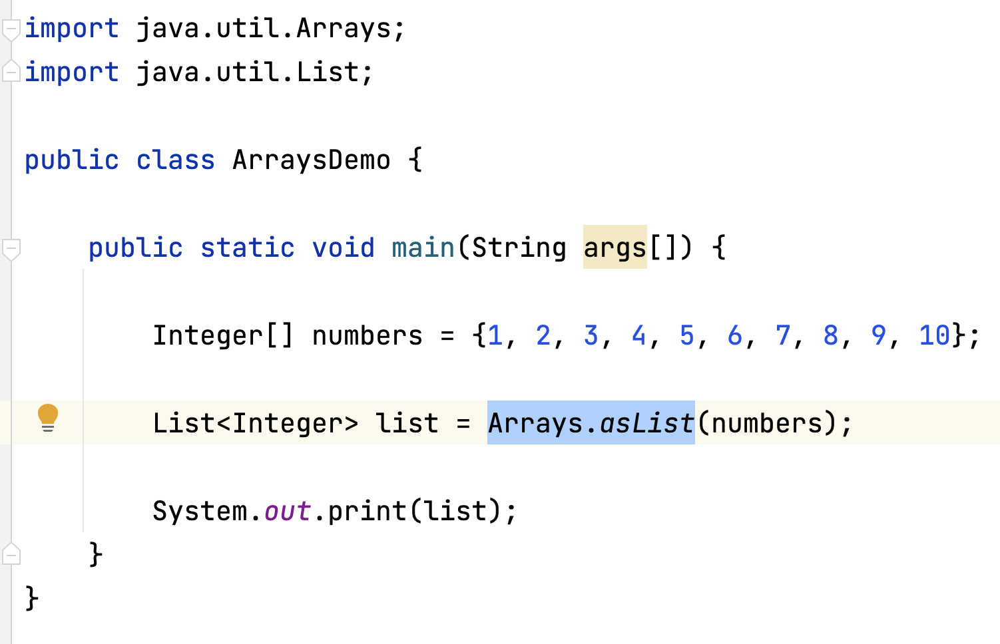 import java.util.Arrays;
import java.util.List;
public class ArraysDemo {
public static void main(String args[]) {
Integer[] numbers = {1, 2, 3, 4, 5, 6, 7, 8, 9, 10};
List<Integer> list = Arrays.asList(numbers);
System.out.print(list);
}
}